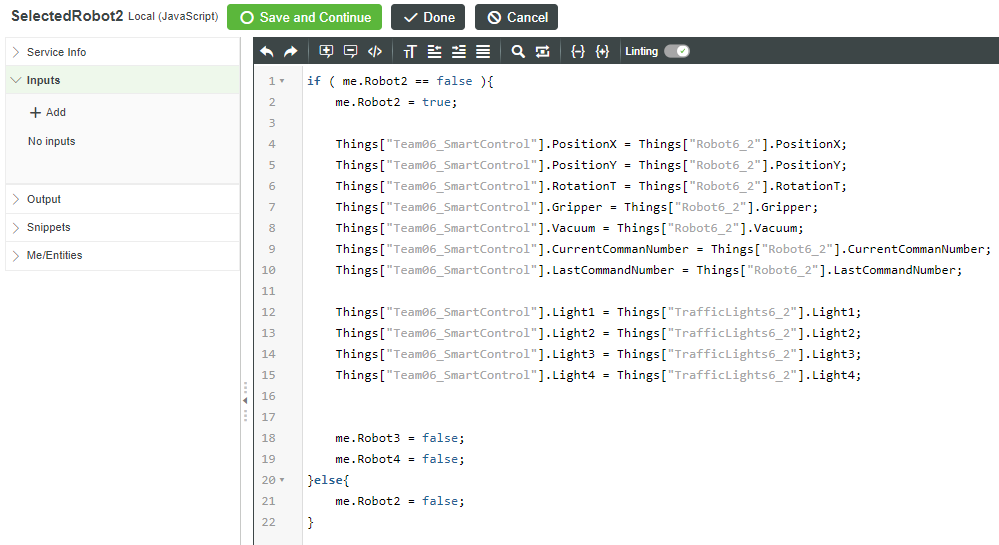 SelectedRobot2 Local (JavaScript) Save and Continue Done Cancel
Service Info
Inputs
Add
No inputs
Output
Snippets
Me/Entities
Linting
1 if ( me.Robot2 == false ){
2 me.Robot2 = true;
3
4 Things["Team06_SmartControl"].PositionX = Things["Robot6_2"].PositionX;
5 Things["Team06_SmartControl"].PositionY = Things["Robot6_2"].PositionY;
6 Things["Team06_SmartControl"].RotationT = Things["Robot6_2"].RotationT;
7 Things["Team06_SmartControl"].Gripper = Things["Robot6_2"].Gripper;
8 Things["Team06_SmartControl"].Vacuum = Things["Robot6_2"].Vacuum;
9 Things["Team06_SmartControl"].CurrentCommanNumber = Things["Robot6_2"].CurrentCommanNumber;
10 Things["Team06_SmartControl"].LastCommandNumber = Things["Robot6_2"].LastCommandNumber;
11
12 Things["Team06_SmartControl"].Light1 = Things["TrafficLights6_2"].Light1;
13 Things["Team06_SmartControl"].Light2 = Things["TrafficLights6_2"].Light2;
14 Things["Team06_SmartControl"].Light3 = Things["TrafficLights6_2"].Light3;
15 Things["Team06_SmartControl"].Light4 = Things["TrafficLights6_2"].Light4;
16
17
18 me.Robot3 = false;
19 me.Robot4 = false;
20 }else{
21 me.Robot2 = false;
22 }